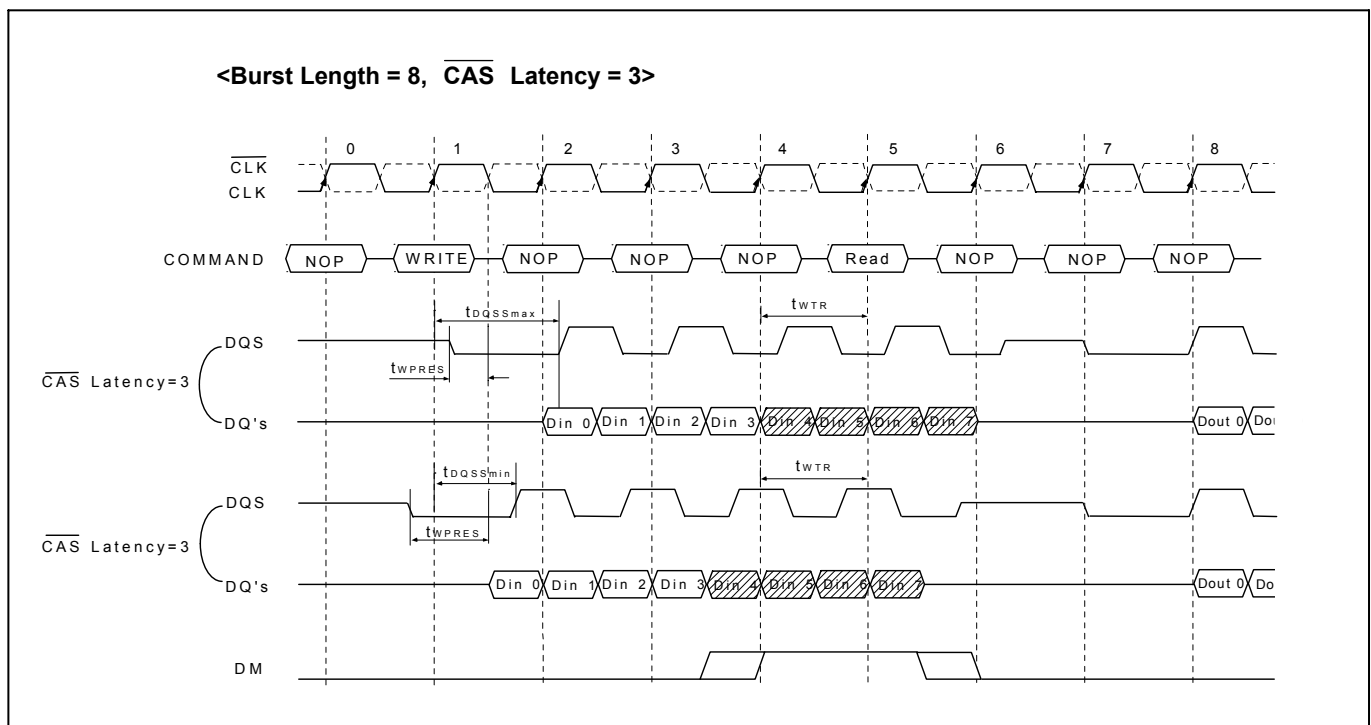 <Burst Length = 8, CAS Latency = 3>
0 1 2 3 4 5 6 7 8
CLK
CLK
COMMAND NOP WRITE NOP NOP NOP Read NOP NOP NOP
tDQSSmax tWTR
DQS
tWPRES
CAS Latency=3
DQ's Din 0 Din 1 Din 2 Din 3 Din 4 Din 5 Din 6 Din 7 Dout 0 Do
tDQSSmin tWTR
DQS
tWPRES
CAS Latency=3
DQ's Din 0 Din 1 Din 2 Din 3 Din 4 Din 5 Din 6 Din 7 Dout 0 Do
DM